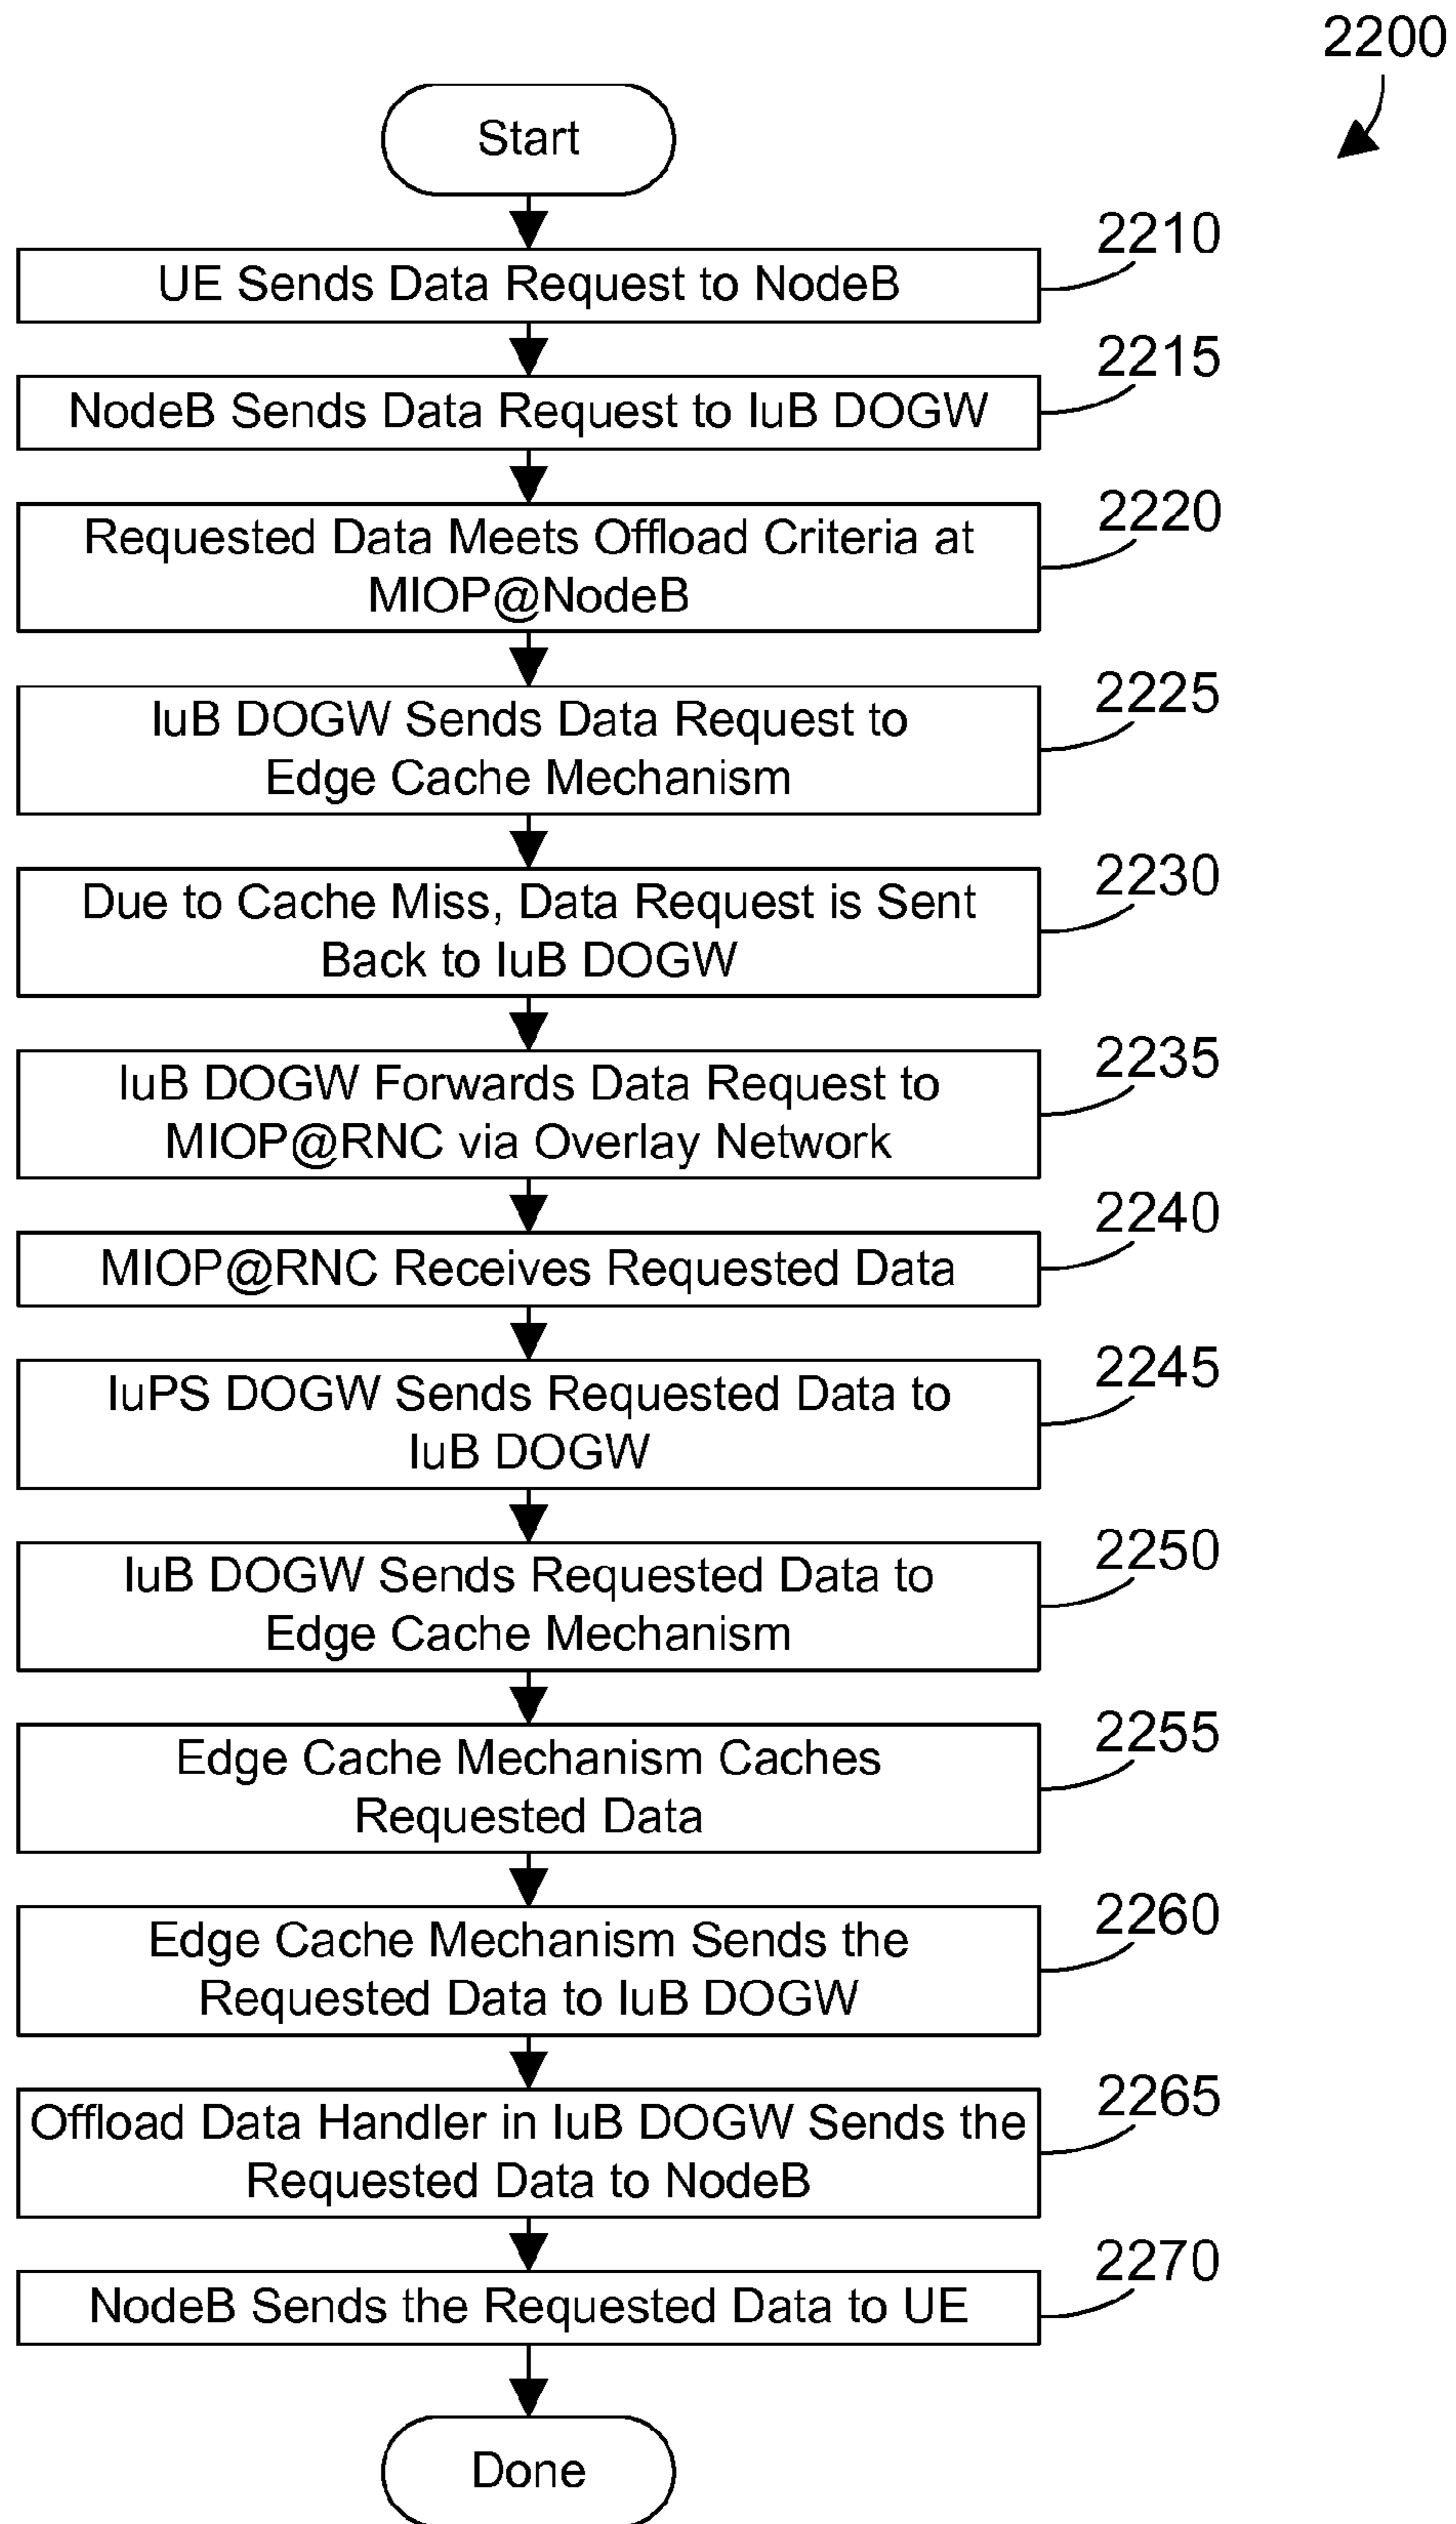 2200
Start
2210
UE Sends Data Request to NodeB
2215
NodeB Sends Data Request to IuB DOGW
2220
Requested Data Meets Offload Criteria at
MIOP@NodeB
2225
IuB DOGW Sends Data Request to
Edge Cache Mechanism
2230
Due to Cache Miss, Data Request is Sent
Back to IuB DOGW
2235
IuB DOGW Forwards Data Request to
MIOP@RNC via Overlay Network
2240
MIOP@RNC Receives Requested Data
2245
IuPS DOGW Sends Requested Data to
IuB DOGW
2250
IuB DOGW Sends Requested Data to
Edge Cache Mechanism
2255
Edge Cache Mechanism Caches
Requested Data
2260
Edge Cache Mechanism Sends the
Requested Data to IuB DOGW
2265
Offload Data Handler in IuB DOGW Sends the
Requested Data to NodeB
2270
NodeB Sends the Requested Data to UE
Done